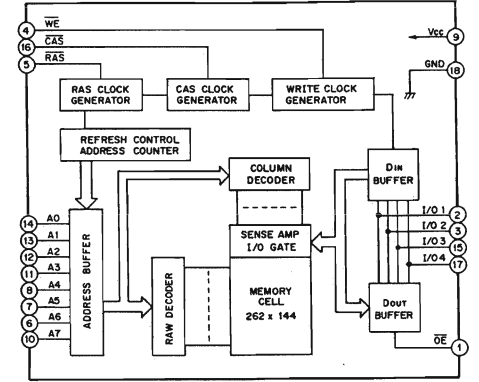 4 WE
16 CAS
5 RAS
Vcc 9
GND 18
RAS CLOCK
GENERATOR
CAS CLOCK
GENERATOR
WRITE CLOCK
GENERATOR
REFRESH CONTROL
ADDRESS COUNTER
COLUMN
DECODER
DIN
BUFFER
SENSE AMP
I/O GATE
I/O 1 2
I/O 2 3
I/O 3 15
I/O 4 17
14 A0
13 A1
12 A2
11 A3
8 A4
7 A5
6 A6
10 A7
ADDRESS BUFFER
RAW DECODER
MEMORY
CELL
262 x 144
DOUT
BUFFER
OE 1